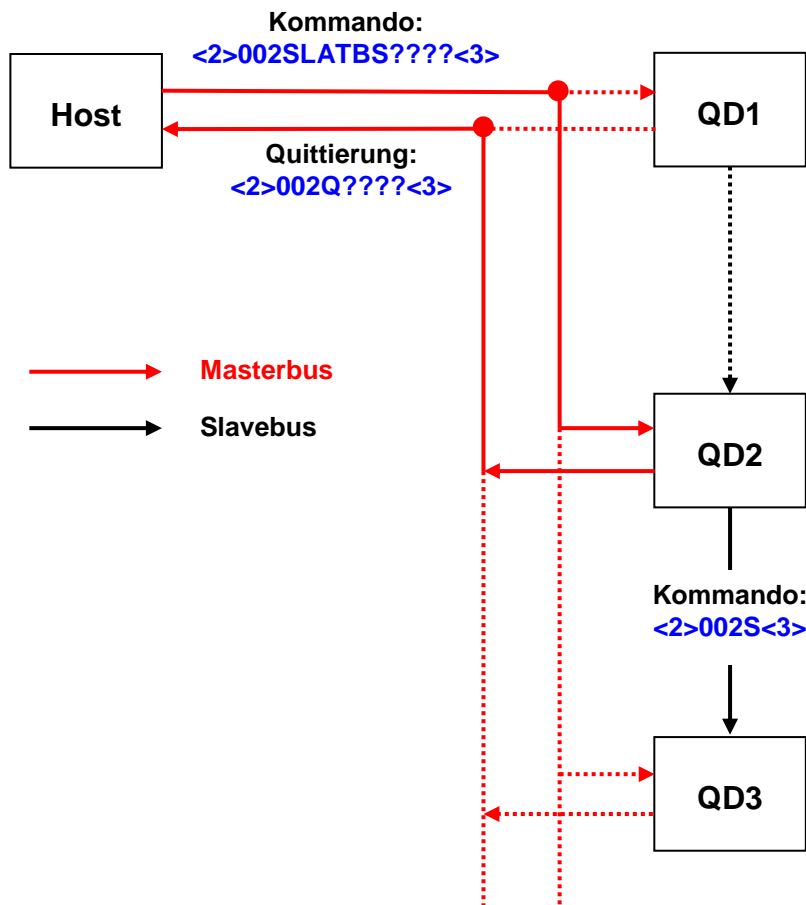 Kommando:
<2>002SLATBS????<3>
Host
QD1
Quittierung:
<2>002Q????<3>
Masterbus
Slavebus
QD2
Kommando:
<2>002S<3>
QD3